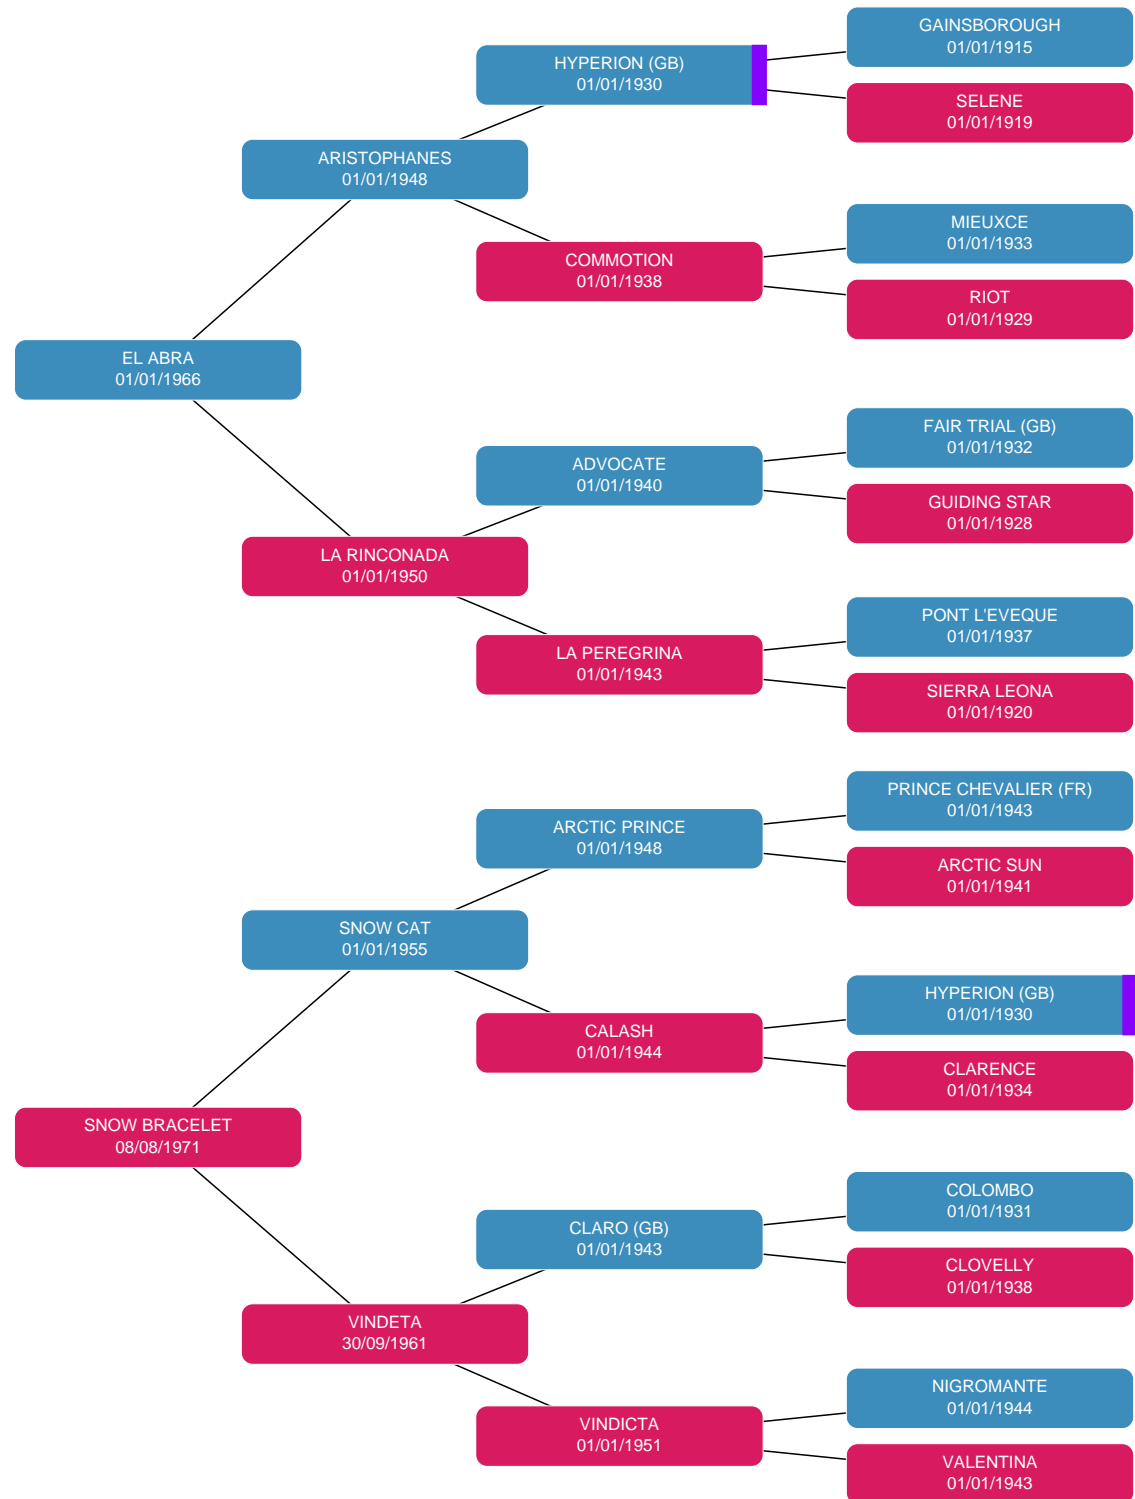 GAINSBOROUGH
01/01/1915
HYPERION (GB)
01/01/1930
SELENE
01/01/1919
ARISTOPHANES
01/01/1948
MIEUXCE
01/01/1933
COMMOTION
01/01/1938
RIOT
01/01/1929
EL ABRA
01/01/1966
FAIR TRIAL (GB)
01/01/1932
ADVOCATE
01/01/1940
GUIDING STAR
01/01/1928
LA RINCONADA
01/01/1950
PONT L'EVEQUE
01/01/1937
LA PEREGRINA
01/01/1943
SIERRA LEONA
01/01/1920
PRINCE CHEVALIER (FR)
01/01/1943
ARCTIC PRINCE
01/01/1948
ARCTIC SUN
01/01/1941
SNOW CAT
01/01/1955
HYPERION (GB)
01/01/1930
CALASH
01/01/1944
CLARENCE
01/01/1934
SNOW BRACELET
08/08/1971
COLOMBO
01/01/1931
CLARO (GB)
01/01/1943
CLOVELLY
01/01/1938
VINDETA
30/09/1961
NIGROMANTE
01/01/1944
VINDICTA
01/01/1951
VALENTINA
01/01/1943